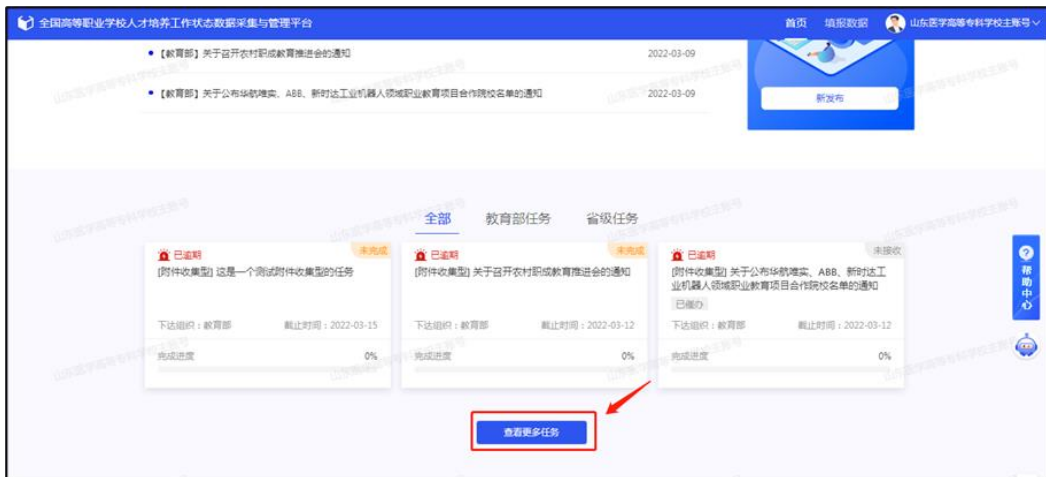 全国高等职业学校人才培养工作状态数据采集与管理平台
首页 填报数据 山东医学高等专科学校主账号
【教育部】关于召开农村职成教育推进会的通知 2022-03-09
【教育部】关于公布华航唯实、ABB、新时达工业机器人领域职业教育项目合作院校名单的通知 2022-03-09
新发布
全部 教育部任务 省级任务
已逾期 未完成
[附件收集型] 这是一个测试附件收集型的任务
下达组织：教育部 截止时间：2022-03-15
完成进度 0%
已逾期 未完成
[附件收集型] 关于召开农村职成教育推进会的通知
下达组织：教育部 截止时间：2022-03-12
完成进度 0%
已逾期 未接收
[附件收集型] 关于公布华航唯实、ABB、新时达工
业机器人领域职业教育项目合作院校名单的通知
已催办
下达组织：教育部 截止时间：2022-03-12
完成进度 0%
查看更多任务
帮助中心